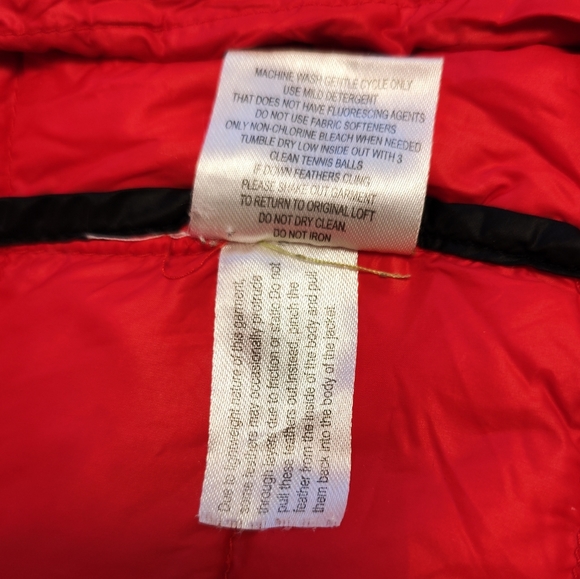 MACHINE WASH GENTLE CYCLE ONLY
USE MILD DETERGENT
THAT DOES NOT HAVE FLUORESCING AGENTS
DO NOT USE FABRIC SOFTENERS
ONLY NON-CHLORINE BLEACH WHEN NEEDED
TUMBLE DRY LOW INSIDE OUT WITH 3
CLEAN TENNIS BALLS
IF DOWN FEATHERS CLING
PLEASE SHAKE OUT GARMENT
TO RETURN TO ORIGINAL LOFT
DO NOT DRY CLEAN.
DO NOT IRON
Due to lightweight nature of this garment,
some feathers may occasionally protrude
through seams due to friction or static. Do not
pull these feathers out.Instead, pinch the
feather from the inside of the body and pull
them back into the body of the jacket.